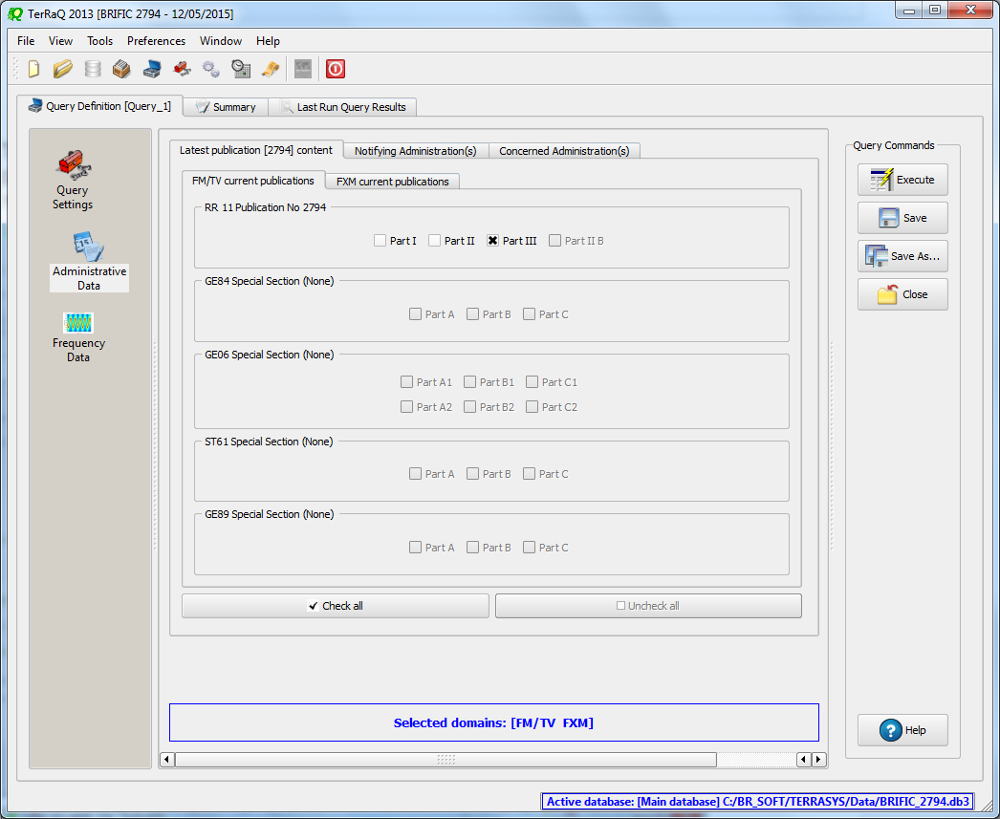 TerRaQ 2013 [BRIFIC 2794 - 12/05/2015]
File View Tools Preferences Window Help
Query Definition [Query_1] Summary Last Run Query Results
Query Settings
Administrative Data
Frequency Data
Latest publication [2794] content Notifying Administration(s) Concerned Administration(s)
FM/TV current publications FXM current publications
RR 11 Publication No 2794
Part I Part II Part III Part II B
GE84 Special Section (None)
Part A Part B Part C
GE06 Special Section (None)
Part A1 Part B1 Part C1
Part A2 Part B2 Part C2
ST61 Special Section (None)
Part A Part B Part C
GE89 Special Section (None)
Part A Part B Part C
Check all Uncheck all
Selected domains: [FM/TV FXM]
Query Commands
Execute
Save
Save As...
Close
Help
Active database: [Main database] C:/BR_SOFT/TERRASYS/Data/BRIFIC_2794.db3